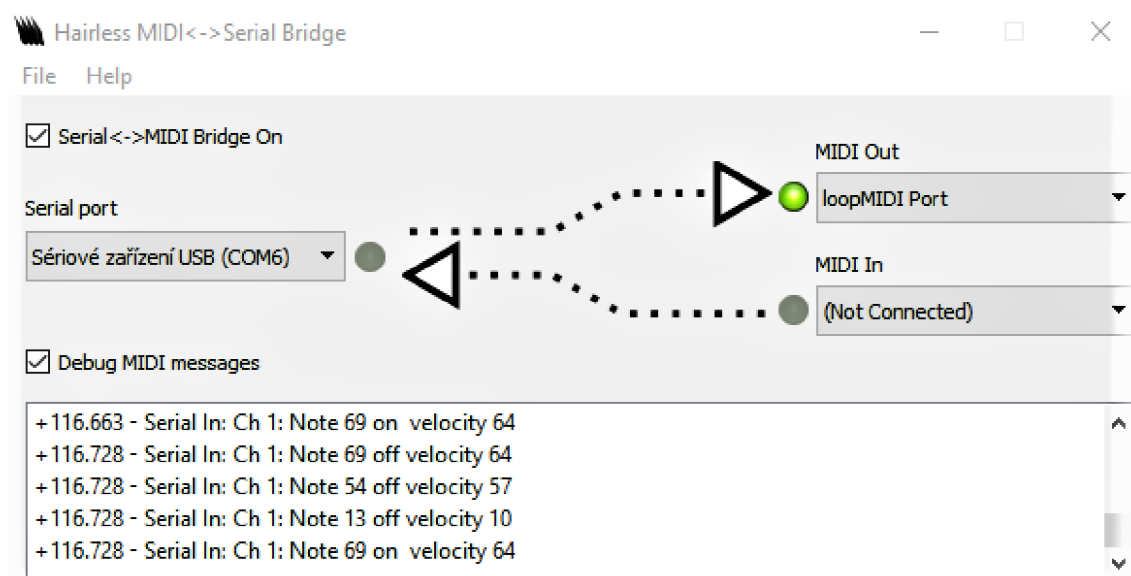 Hairless MIDI<->Serial Bridge
File Help
Serial<->MIDI Bridge On
MIDI Out
loopMIDI Port
Serial port
Sériové zařízení USB (COM6)
MIDI In
(Not Connected)
Debug MIDI messages
+116.663 - Serial In: Ch 1: Note 69 on  velocity 64
+116.728 - Serial In: Ch 1: Note 69 off velocity 64
+116.728 - Serial In: Ch 1: Note 54 off velocity 57
+116.728 - Serial In: Ch 1: Note 13 off velocity 10
+116.728 - Serial In: Ch 1: Note 69 on  velocity 64